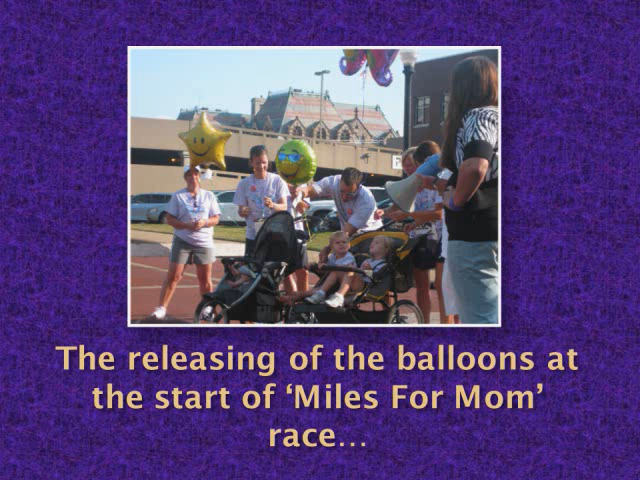 The releasing of the balloons at
the start of ‘Miles For Mom’
race…